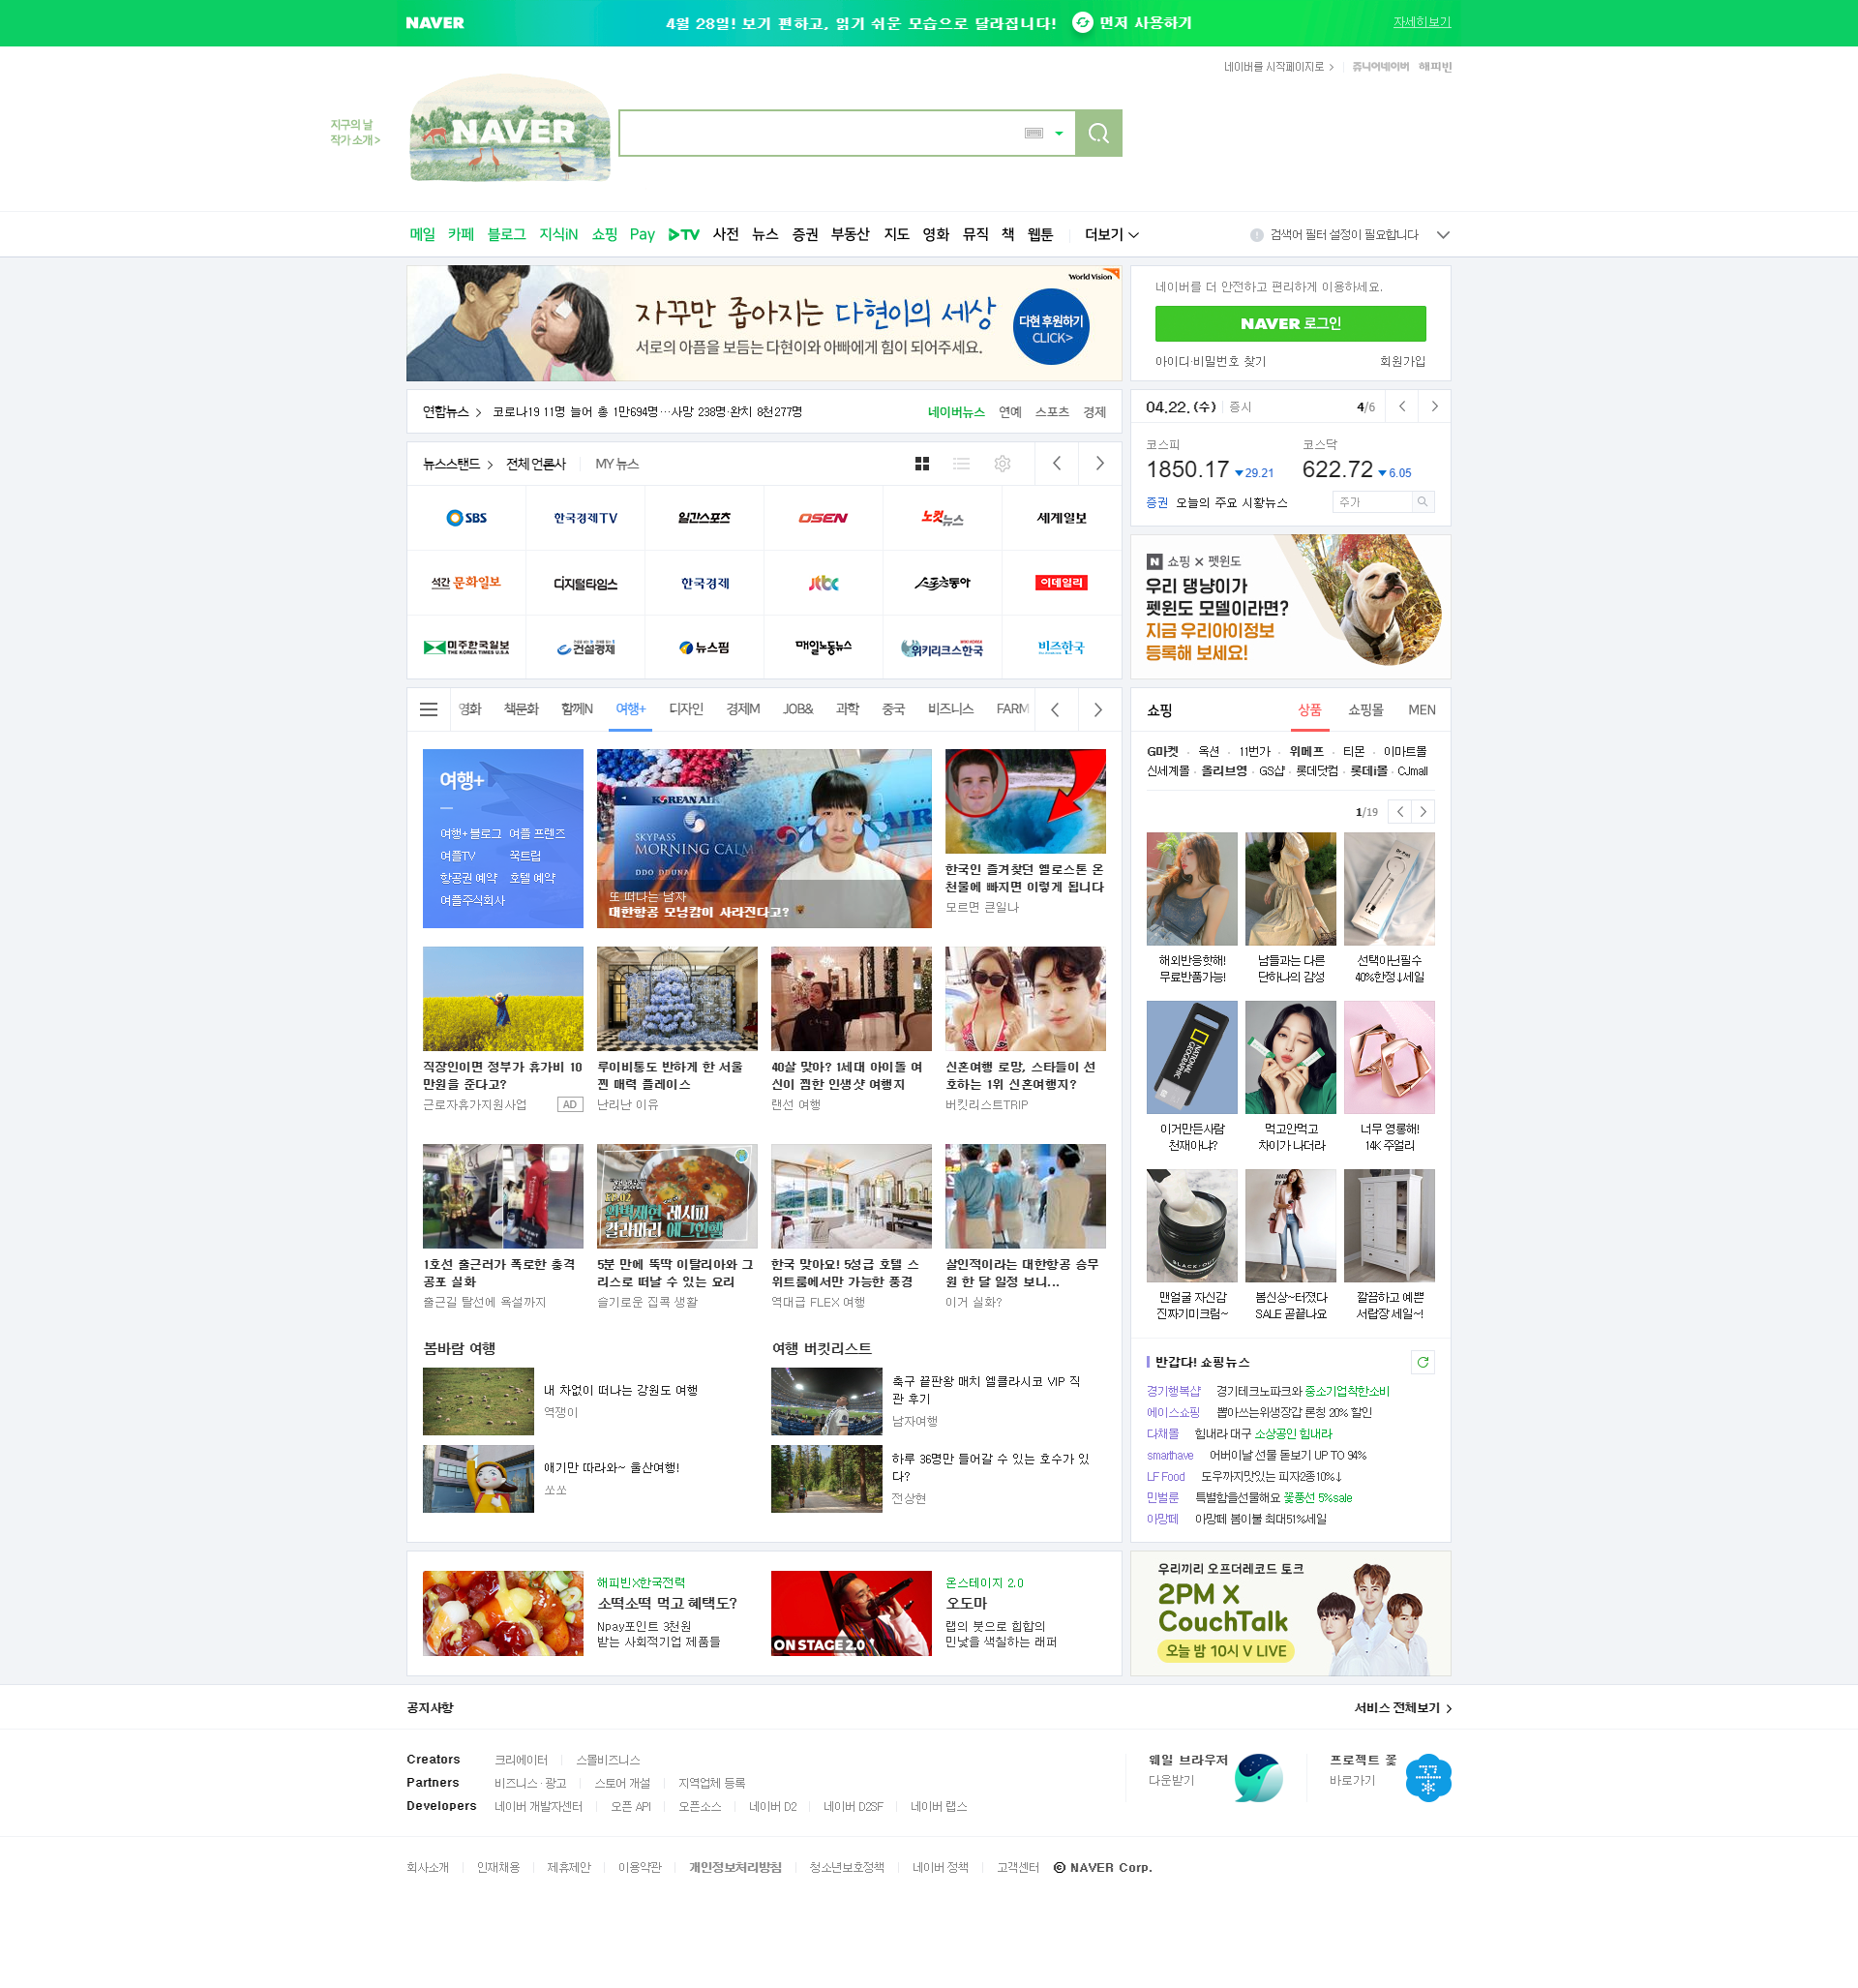 NAVER
4월 28일! 보기 편하고, 읽기 쉬운 모습으로 달라집니다! 먼저 사용하기
자세히보기
네이버를 시작페이지로
쥬니어네이버 해피빈
지구의 날
작가 소개 >
NAVER
메일 카페 블로그 지식iN 쇼핑 Pay TV 사전 뉴스 증권 부동산 지도 영화 뮤직 책 웹툰 더보기
검색어 필터 설정이 필요합니다
World Vision
자꾸만 좁아지는 다현이의 세상
서로의 아픔을 보듬는 다현이와 아빠에게 힘이 되어주세요.
다현 후원하기
CLICK>
네이버를 더 안전하고 편리하게 이용하세요.
NAVER 로그인
아이디·비밀번호 찾기 회원가입
연합뉴스 코로나19 11명 늘어 총 1만694명…사망 238명·완치 8천277명
네이버뉴스 연예 스포츠 경제
04.22.(수) 증시 4/6
코스피 코스닥
1850.17 ▼29.21 622.72 ▼6.05
증권 오늘의 주요 시황뉴스 주가
뉴스스탠드 전체 언론사 MY 뉴스
SBS 한국경제TV 일간스포츠 OSEN 노컷뉴스 세계일보
석간 문화일보 디지털타임스 한국경제 jtbc 스포츠동아 이데일리
미주한국일보 THE KOREA TIMES U.S.A 건설경제 뉴스핌 매일노동뉴스 위키리크스한국 비즈한국
N 쇼핑 × 펫윈도
우리 댕냥이가
펫윈도 모델이라면?
지금 우리아이정보
등록해 보세요!
영화 책문화 함께N 여행+ 디자인 경제M JOB& 과학 중국 비즈니스 FARM
여행+
여행+ 블로그 여플 프렌즈
여플TV 꾹트립
항공권 예약 호텔 예약
여플주식회사
KOREAN AIR
SKYPASS
MORNING CALM
또 떠나는 남자
대한항공 모닝캄이 사라진다고?
한국인 즐겨찾던 옐로스톤 온
천물에 빠지면 이렇게 됩니다
모르면 큰일나
직장인이면 정부가 휴가비 10
만원을 준다고?
근로자휴가지원사업 AD
루이비통도 반하게 한 서울
찐 매력 플레이스
난리난 이유
40살 맞아? 1세대 아이돌 여
신이 찜한 인생샷 여행지
랜선 여행
신혼여행 로망, 스타들이 선
호하는 1위 신혼여행지?
버킷리스트TRIP
1호선 출근러가 폭로한 충격
공포 실화
출근길 탈선에 욕설까지
EP.02
완벽재현 레시피
칼라마리 에그인헬
5분 만에 뚝딱 이탈리아와 그
리스로 떠날 수 있는 요리
슬기로운 집콕 생활
한국 맞아요! 5성급 호텔 스
위트룸에서만 가능한 풍경
역대급 FLEX 여행
살인적이라는 대한항공 승무
원 한 달 일정 보니...
이거 실화?
봄바람 여행
내 차없이 떠나는 강원도 여행
역쟁이
애기만 따라와~ 울산여행!
쏘쏘
여행 버킷리스트
축구 끝판왕 매치 엘클라시코 VIP 직
관 후기
남자여행
하루 36명만 들어갈 수 있는 호수가 있
다?
전상현
쇼핑 상품 쇼핑몰 MEN
G마켓 · 옥션 · 11번가 · 위메프 · 티몬 · 이마트몰
신세계몰 · 올리브영 · GS샵 · 롯데닷컴 · 롯데i몰 · CJmall
1/19
해외반응핫해!
무료반품가능!
남들과는 다른
단하나의 감성
선택아닌필수
40%한정↓세일
NATIONAL GEOGRAPHIC
이거만든사람
천재아냐?
먹고안먹고
차이가 나더라
너무 영롱해!
14K 주얼리
맨얼굴 자신감
진짜기미크림~
봄신상~터졌다
SALE 곧끝나요
깔끔하고 예쁜
서랍장 세일~!
반갑다! 쇼핑뉴스
경기행복샵 경기테크노파크와 중소기업착한소비
에이스쇼핑 뽑아쓰는위생장갑 론칭 20% 할인
다채몰 힘내라 대구 소상공인 힘내라
smarthave 어버이날 선물 돋보기 UP TO 94%
LF Food 도우까지맛있는 피자2종10%↓
민벌룬 특별함을선물해요 꽃풍선 5%sale
아망떼 아망떼 봄이불 최대51%세일
해피빈X한국전력
소떡소떡 먹고 혜택도?
Npay포인트 3천원
받는 사회적기업 제품들
ON STAGE 2.0
온스테이지 2.0
오도마
랩의 붓으로 힙합의
민낯을 색칠하는 래퍼
우리끼리 오프더레코드 토크
2PM x
CouchTalk
오늘 밤 10시 V LIVE
공지사항 서비스 전체보기
Creators 크리에이터 스몰비즈니스
Partners 비즈니스 · 광고 스토어 개설 지역업체 등록
Developers 네이버 개발자센터 오픈 API 오픈소스 네이버 D2 네이버 D2SF 네이버 랩스
웨일 브라우저
다운받기
프로젝트 꽃
바로가기
회사소개 인재채용 제휴제안 이용약관 개인정보처리방침 청소년보호정책 네이버 정책 고객센터 ⓒ NAVER Corp.